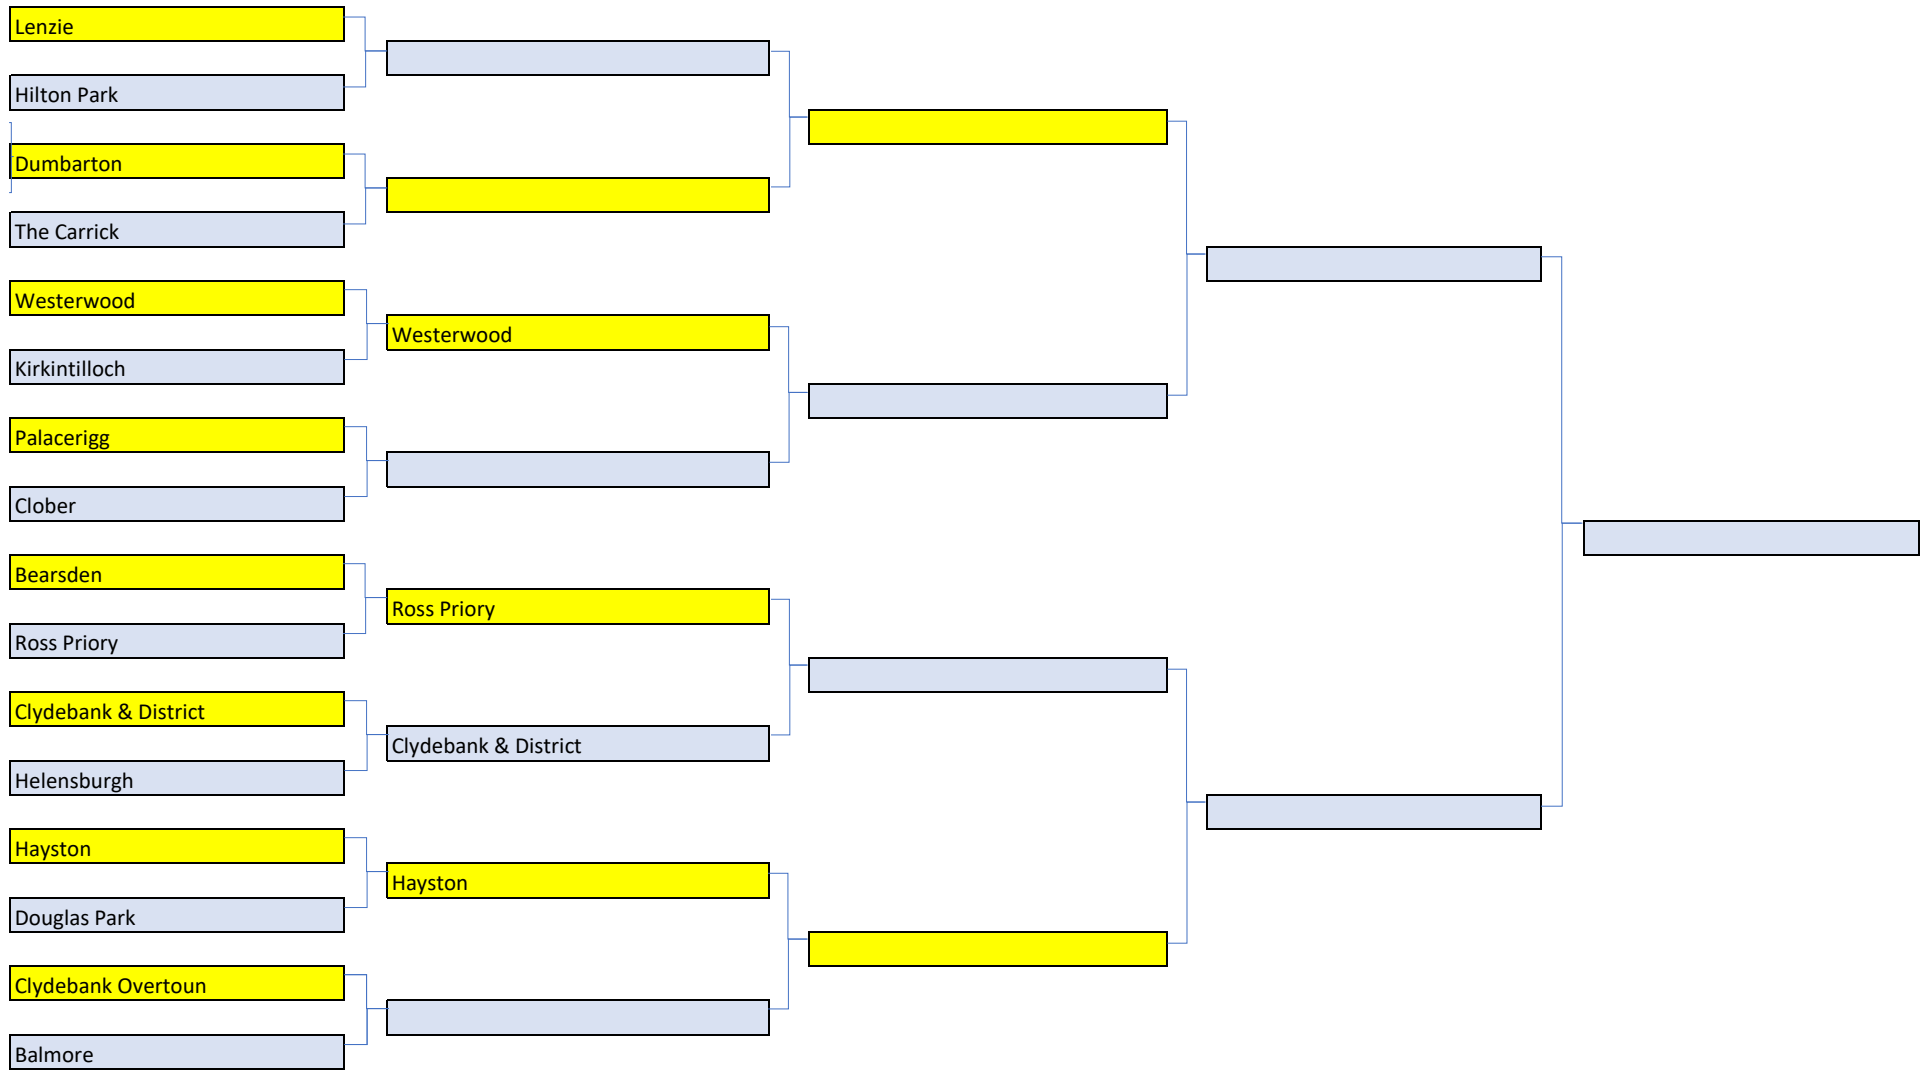 Lenzie
Hilton Park
Dumbarton
The Carrick
Westerwood
Westerwood
Kirkintilloch
Palacerigg
Clober
Bearsden
Ross Priory
Ross Priory
Clydebank & District
Clydebank & District
Helensburgh
Hayston
Hayston
Douglas Park
Clydebank Overtoun
Balmore